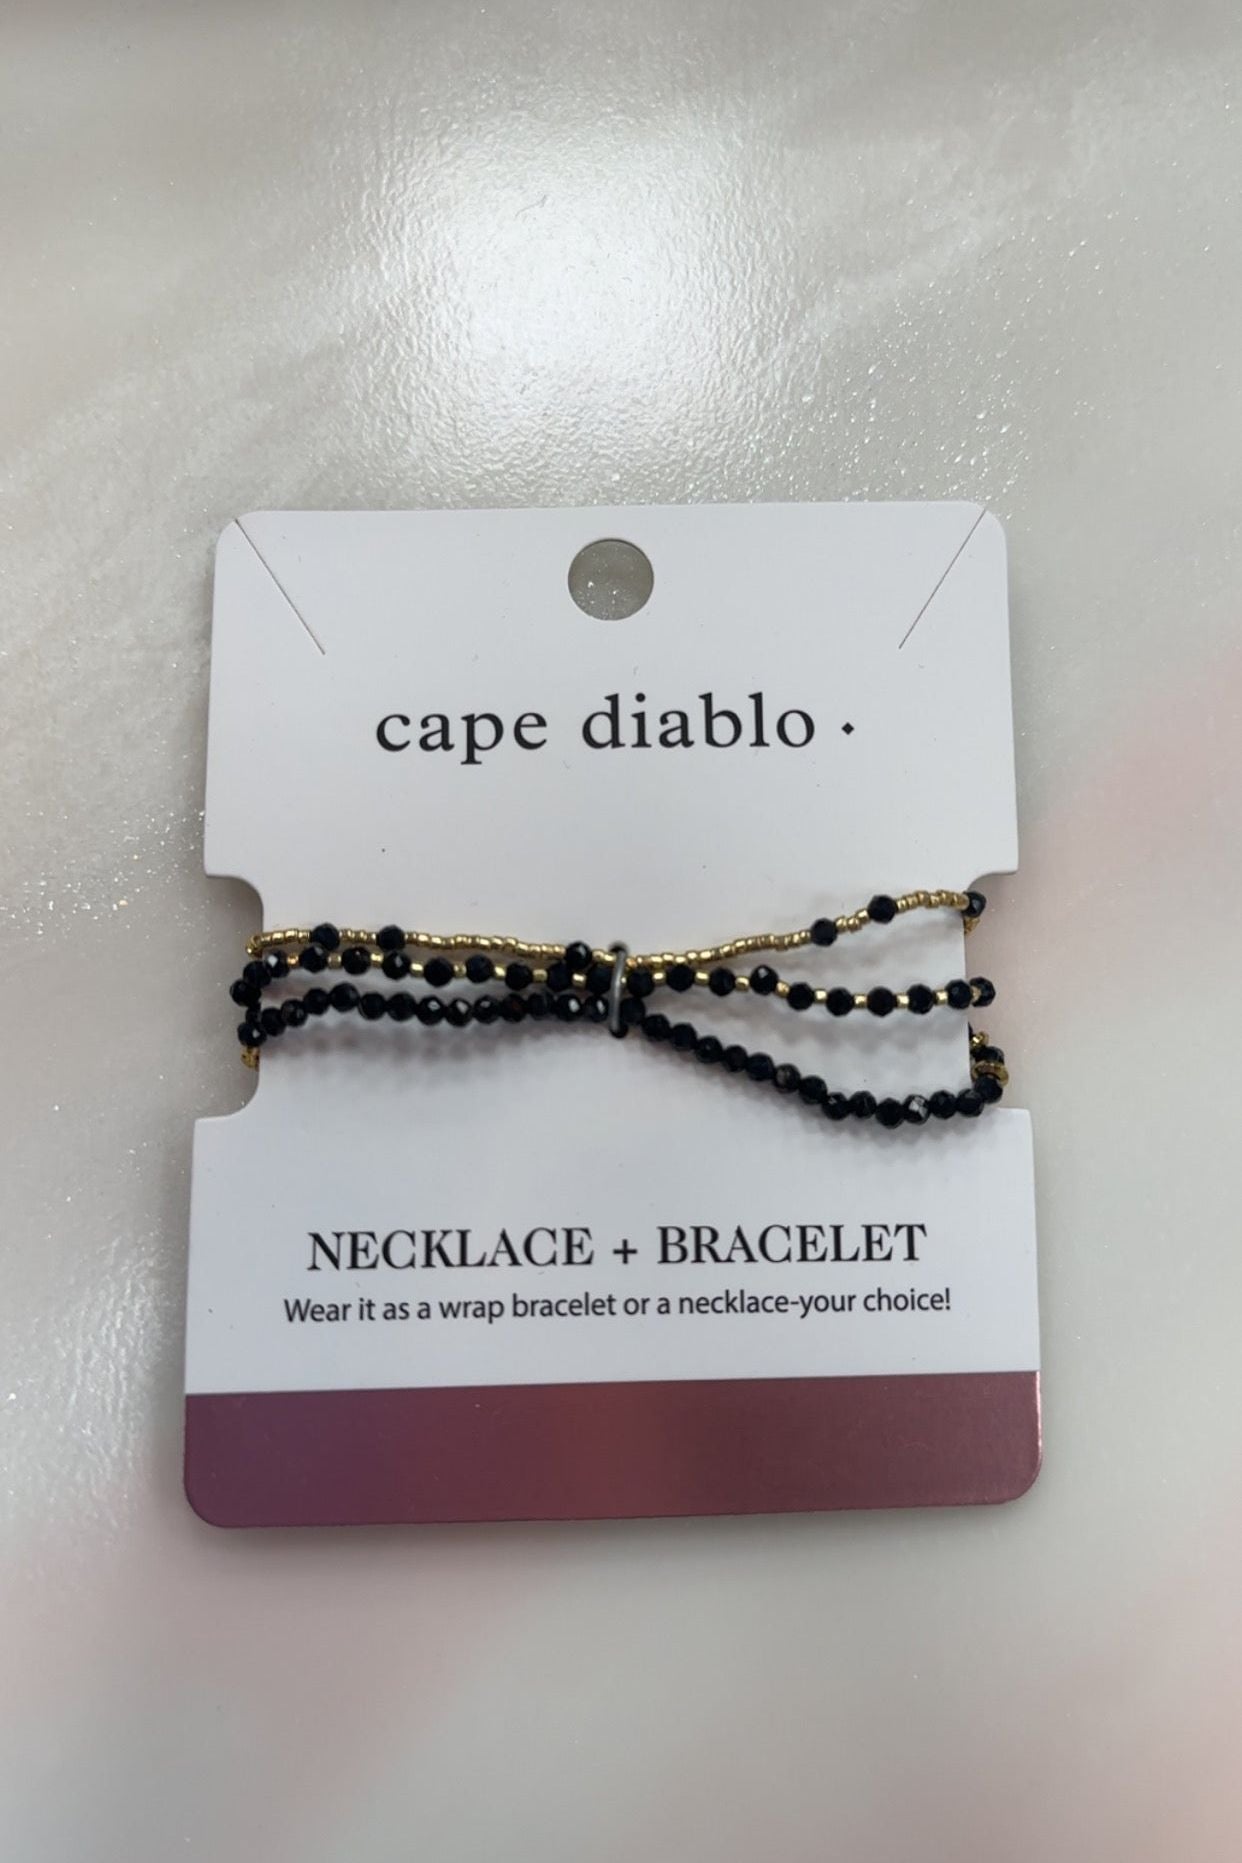 cape diablo
NECKLACE + BRACELET
Wear it as a wrap bracelet or a necklace-your choice!